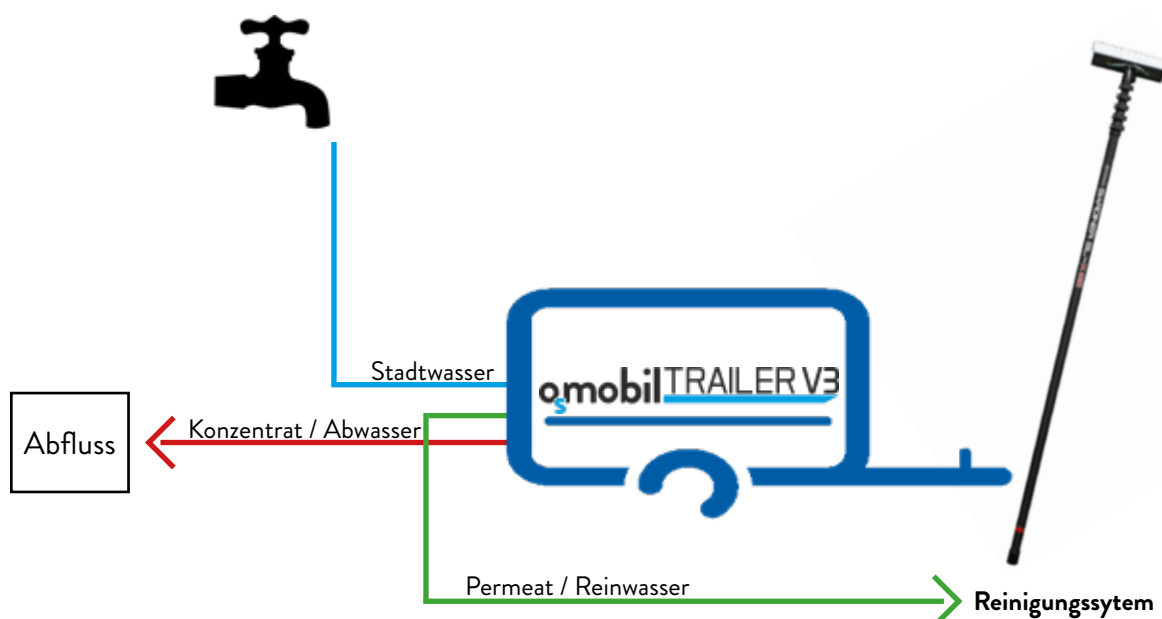 Stadtwasser
osmobil TRAILER V3
Abfluss
Konzentrat / Abwasser
Permeat / Reinwasser
Reinigungssytem